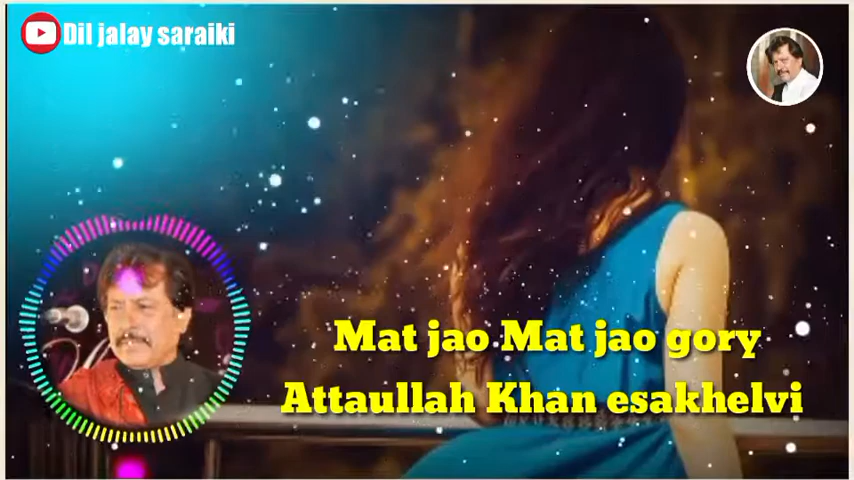 Dil jalay saraiki
Mat jao Mat jao gory
Attaullah Khan esakhelvi